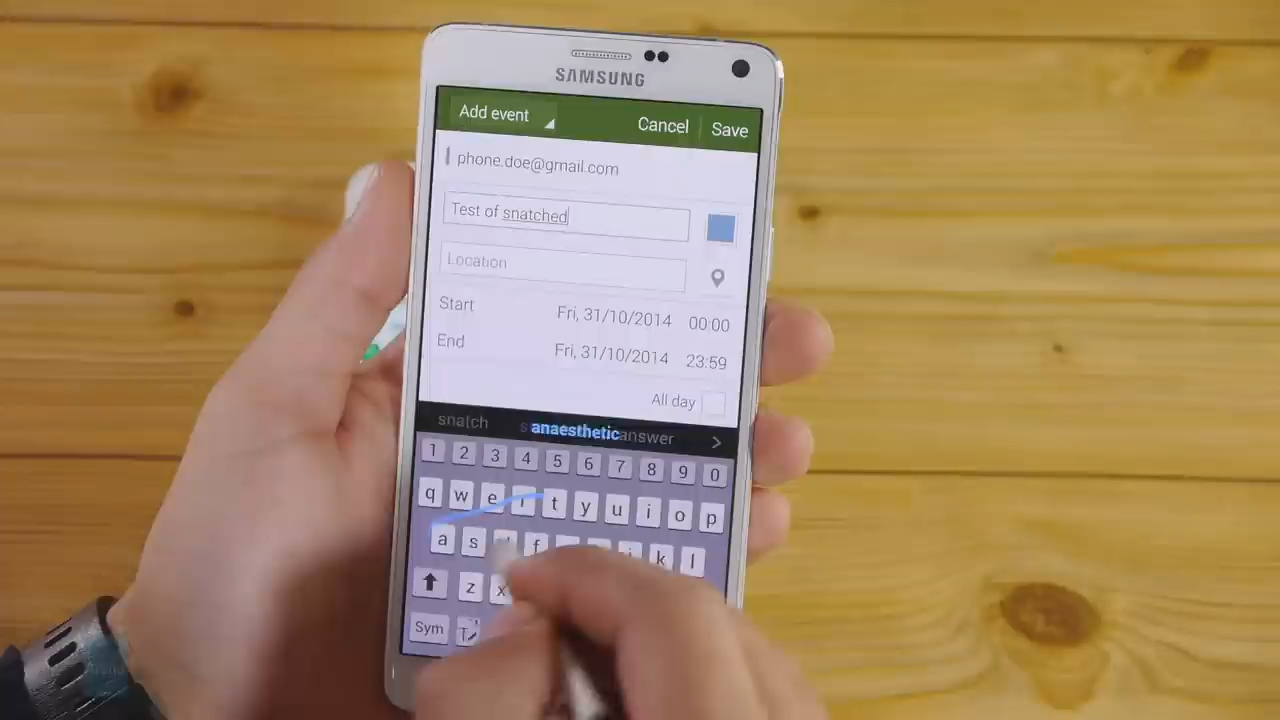 SAMSUNG
Add event Cancel Save
phone.doe@gmail.com
Test of snatched
Location
Start Fri, 31/10/2014 00:00
End Fri, 31/10/2014 23:59
All day
snatch anaesthetic answer >
1 2 3 4 5 6 7 8 9 0
q w e r t y u i o p
a s f k l
z x
Sym